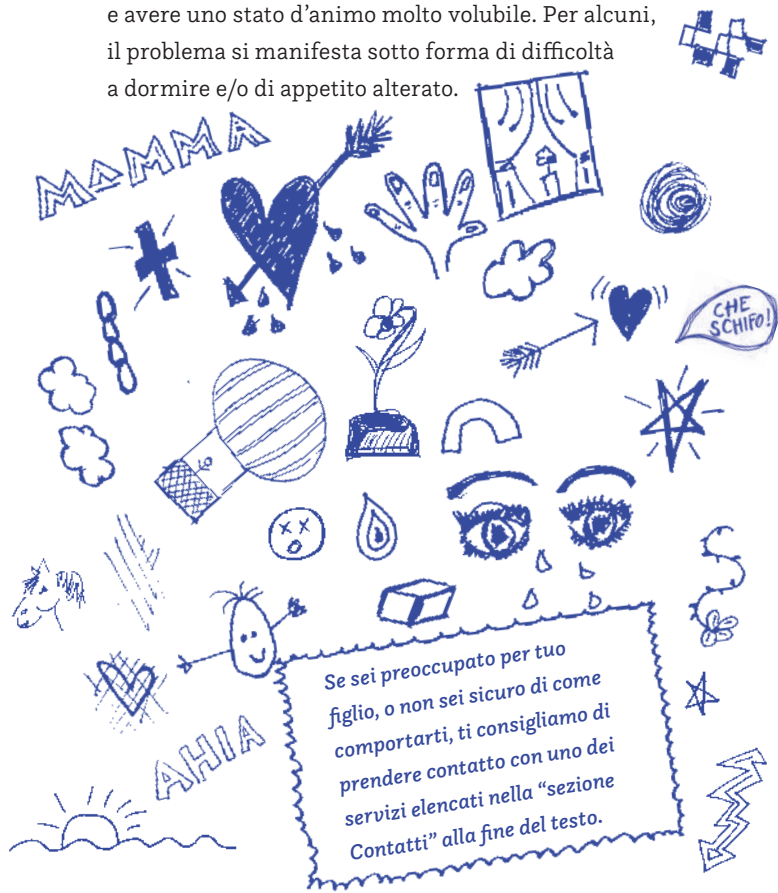 e avere uno stato d’animo molto volubile. Per alcuni,
il problema si manifesta sotto forma di difficoltà
a dormire e/o di appetito alterato.
MAMMA
CHE
SCHIFO!
Se sei preoccupato per tuo
figlio, o non sei sicuro di come
comportarti, ti consigliamo di
prendere contatto con uno dei
servizi elencati nella “sezione
Contatti” alla fine del testo.
AHIA